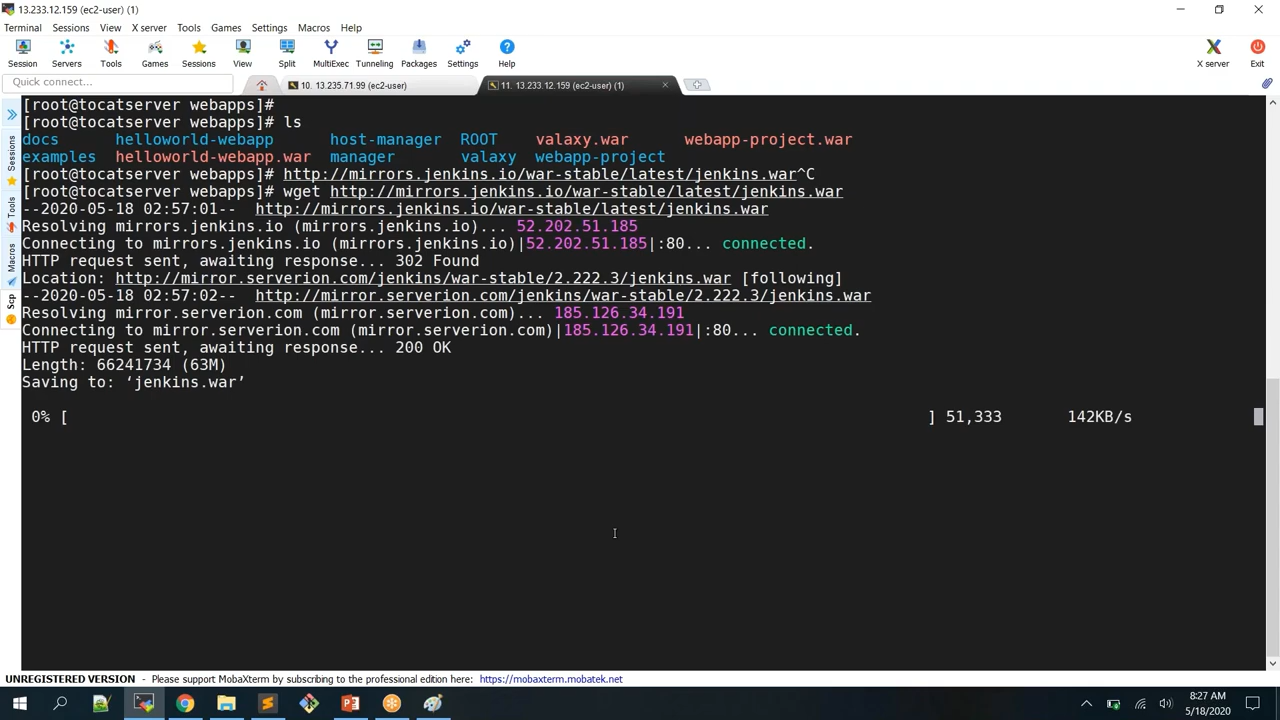 13.233.12.159 (ec2-user) (1)
Terminal Sessions View X server Tools Games Settings Macros Help
Session Servers Tools Games Sessions View Split MultiExec Tunneling Packages Settings Help X server Exit
Quick connect...
10. 13.235.71.99 (ec2-user)
11. 13.233.12.159 (ec2-user) (1)
Sessions
Tools
Macros
Scp
[root@tocatserver webapps]#
[root@tocatserver webapps]# ls
docs helloworld-webapp host-manager ROOT valaxy.war webapp-project.war
examples helloworld-webapp.war manager valaxy webapp-project
[root@tocatserver webapps]# http://mirrors.jenkins.io/war-stable/latest/jenkins.war^C
[root@tocatserver webapps]# wget http://mirrors.jenkins.io/war-stable/latest/jenkins.war
--2020-05-18 02:57:01-- http://mirrors.jenkins.io/war-stable/latest/jenkins.war
Resolving mirrors.jenkins.io (mirrors.jenkins.io)... 52.202.51.185
Connecting to mirrors.jenkins.io (mirrors.jenkins.io)|52.202.51.185|:80... connected.
HTTP request sent, awaiting response... 302 Found
Location: http://mirror.serverion.com/jenkins/war-stable/2.222.3/jenkins.war [following]
--2020-05-18 02:57:02-- http://mirror.serverion.com/jenkins/war-stable/2.222.3/jenkins.war
Resolving mirror.serverion.com (mirror.serverion.com)... 185.126.34.191
Connecting to mirror.serverion.com (mirror.serverion.com)|185.126.34.191|:80... connected.
HTTP request sent, awaiting response... 200 OK
Length: 66241734 (63M)
Saving to: ‘jenkins.war’
0% [ ] 51,333 142KB/s
UNREGISTERED VERSION - Please support MobaXterm by subscribing to the professional edition here: https://mobaxterm.mobatek.net
8:27 AM
5/18/2020